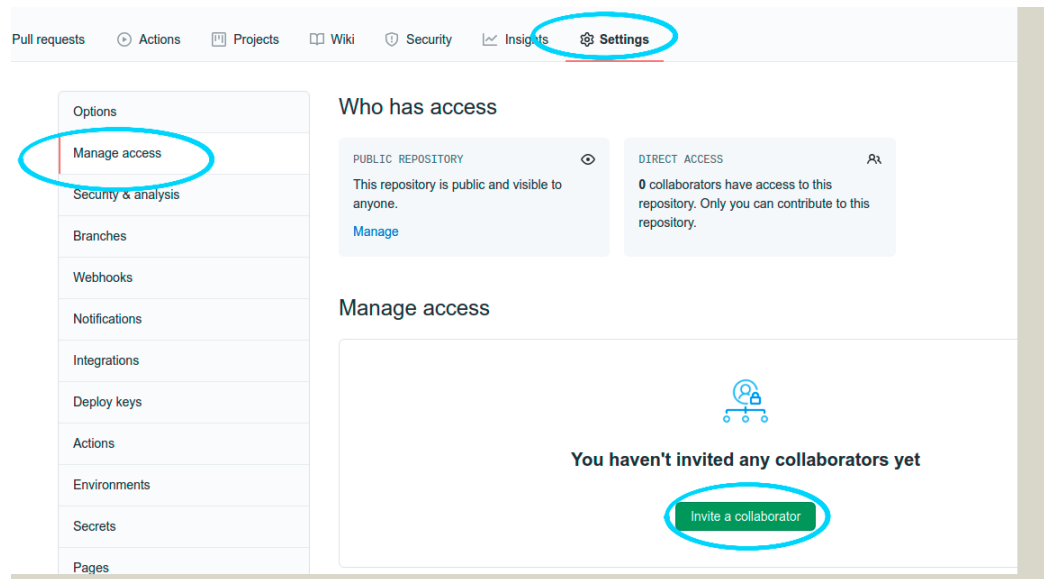 Pull requests Actions Projects Wiki Security Insights Settings
Options
Manage access
Security & analysis
Branches
Webhooks
Notifications
Integrations
Deploy keys
Actions
Environments
Secrets
Pages
Who has access
PUBLIC REPOSITORY
This repository is public and visible to
anyone.
Manage
DIRECT ACCESS
0 collaborators have access to this
repository. Only you can contribute to this
repository.
Manage access
You haven't invited any collaborators yet
Invite a collaborator